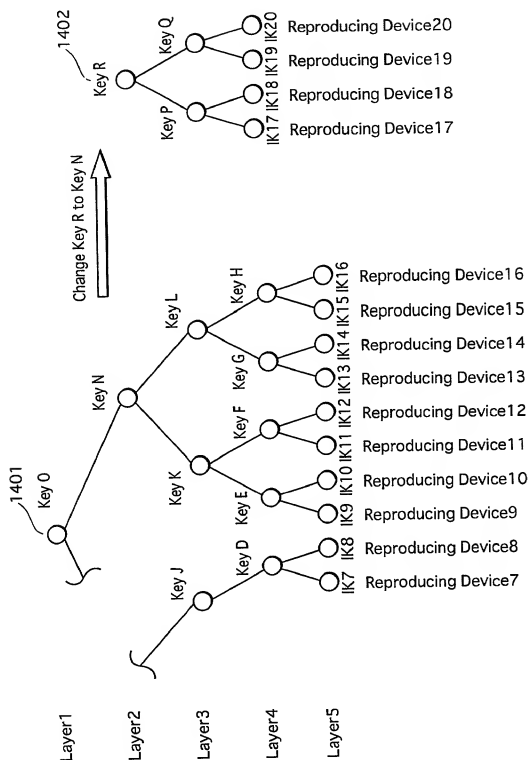 1401
Key O
Key N
Change Key R to Key N
1402
Key R
Key J
Key K
Key L
Key P
Key Q
Key D
Key E
Key F
Key G
Key H
IK7
IK8
IK9
IK10
IK11
IK12
IK13
IK14
IK15
IK16
IK17
IK18
IK19
IK20
Reproducing Device7
Reproducing Device8
Reproducing Device9
Reproducing Device10
Reproducing Device11
Reproducing Device12
Reproducing Device13
Reproducing Device14
Reproducing Device15
Reproducing Device16
Reproducing Device17
Reproducing Device18
Reproducing Device19
Reproducing Device20
Layer1
Layer2
Layer3
Layer4
Layer5